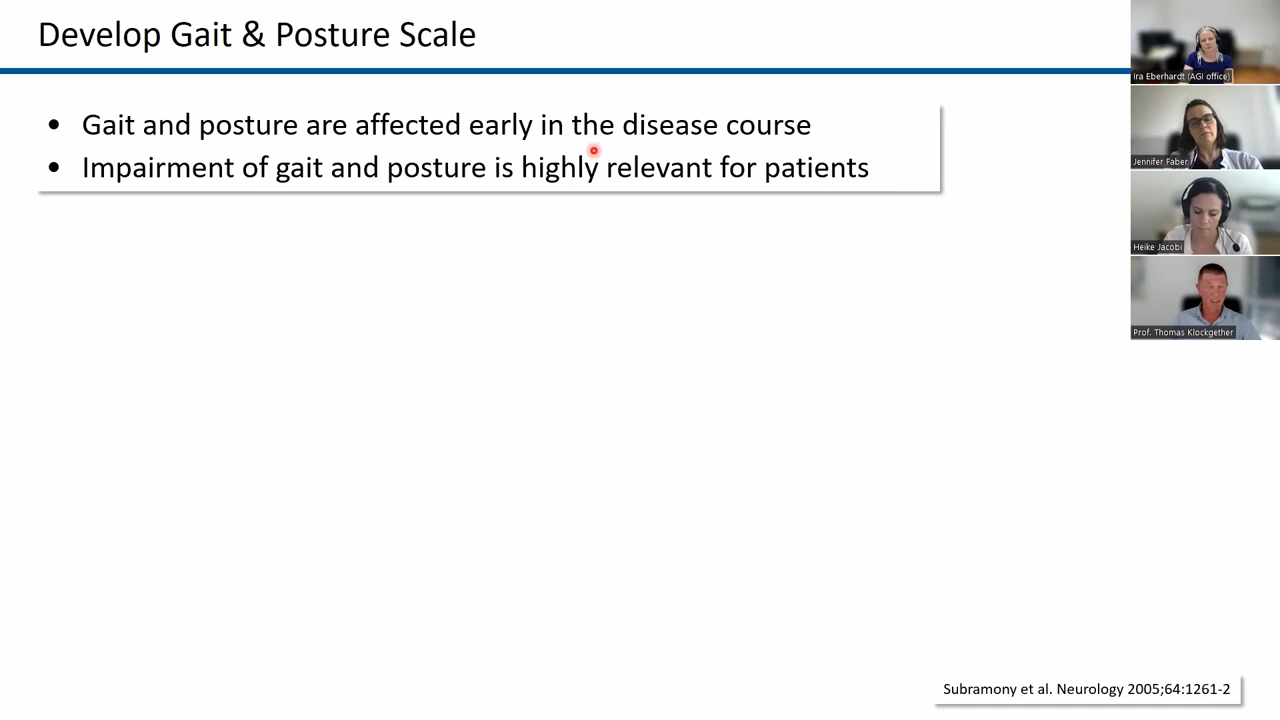 Develop Gait & Posture Scale
• Gait and posture are affected early in the disease course
• Impairment of gait and posture is highly relevant for patients
Ira Eberhardt (AGI office)
Jennifer Faber
Heike Jacobi
Prof. Thomas Klockgether
Subramony et al. Neurology 2005;64:1261-2